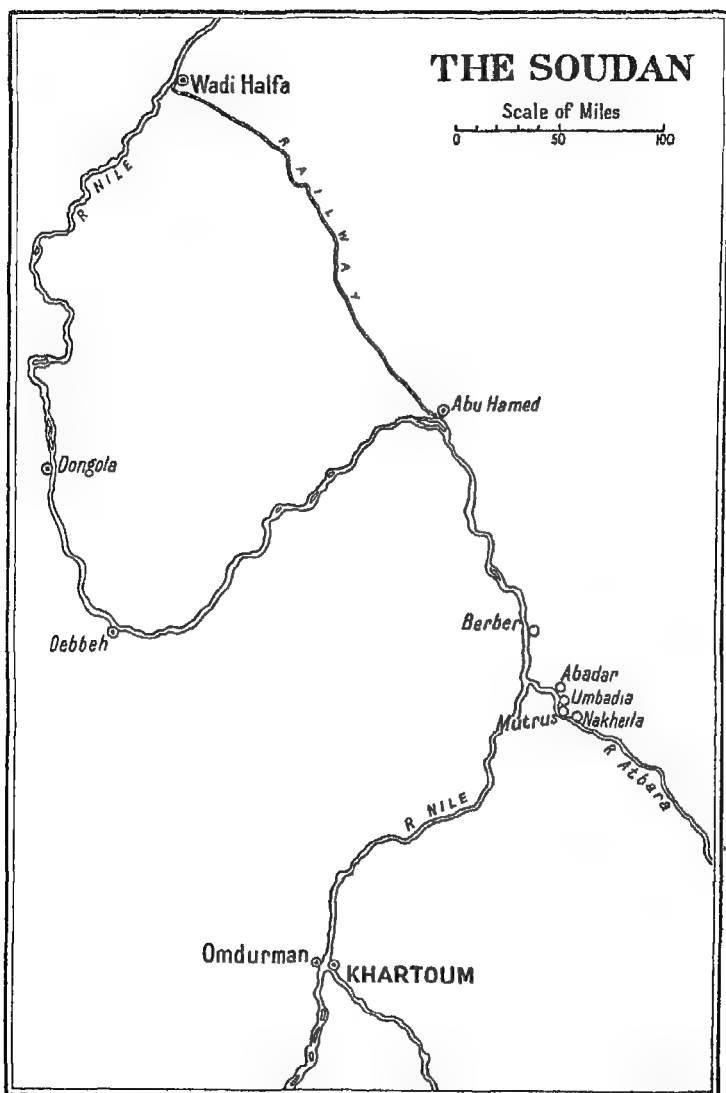 THE SOUDAN
Scale of Miles
0 50 100
Wadi Halfa
RAILWAY
R NILE
Abu Hamed
Dongola
Debbeh
Berber
Abadar
Umbadia
Mutrus
Nakheila
R Atbara
R NILE
Omdurman
KHARTOUM